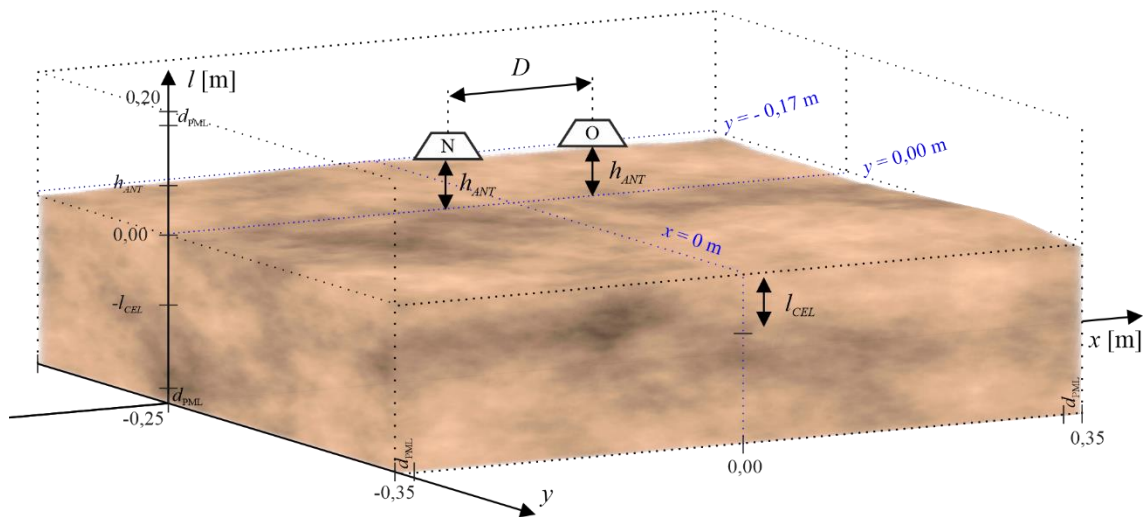 l [m]
0,20
d_PML
D
N
O
y = - 0,17 m
y = 0,00 m
h_ANT
h_ANT
h_ANT
0,00
x = 0 m
-l_CEL
l_CEL
x [m]
d_PML
-0,25
d_PML
d_PML
0,35
-0,35
0,00
y